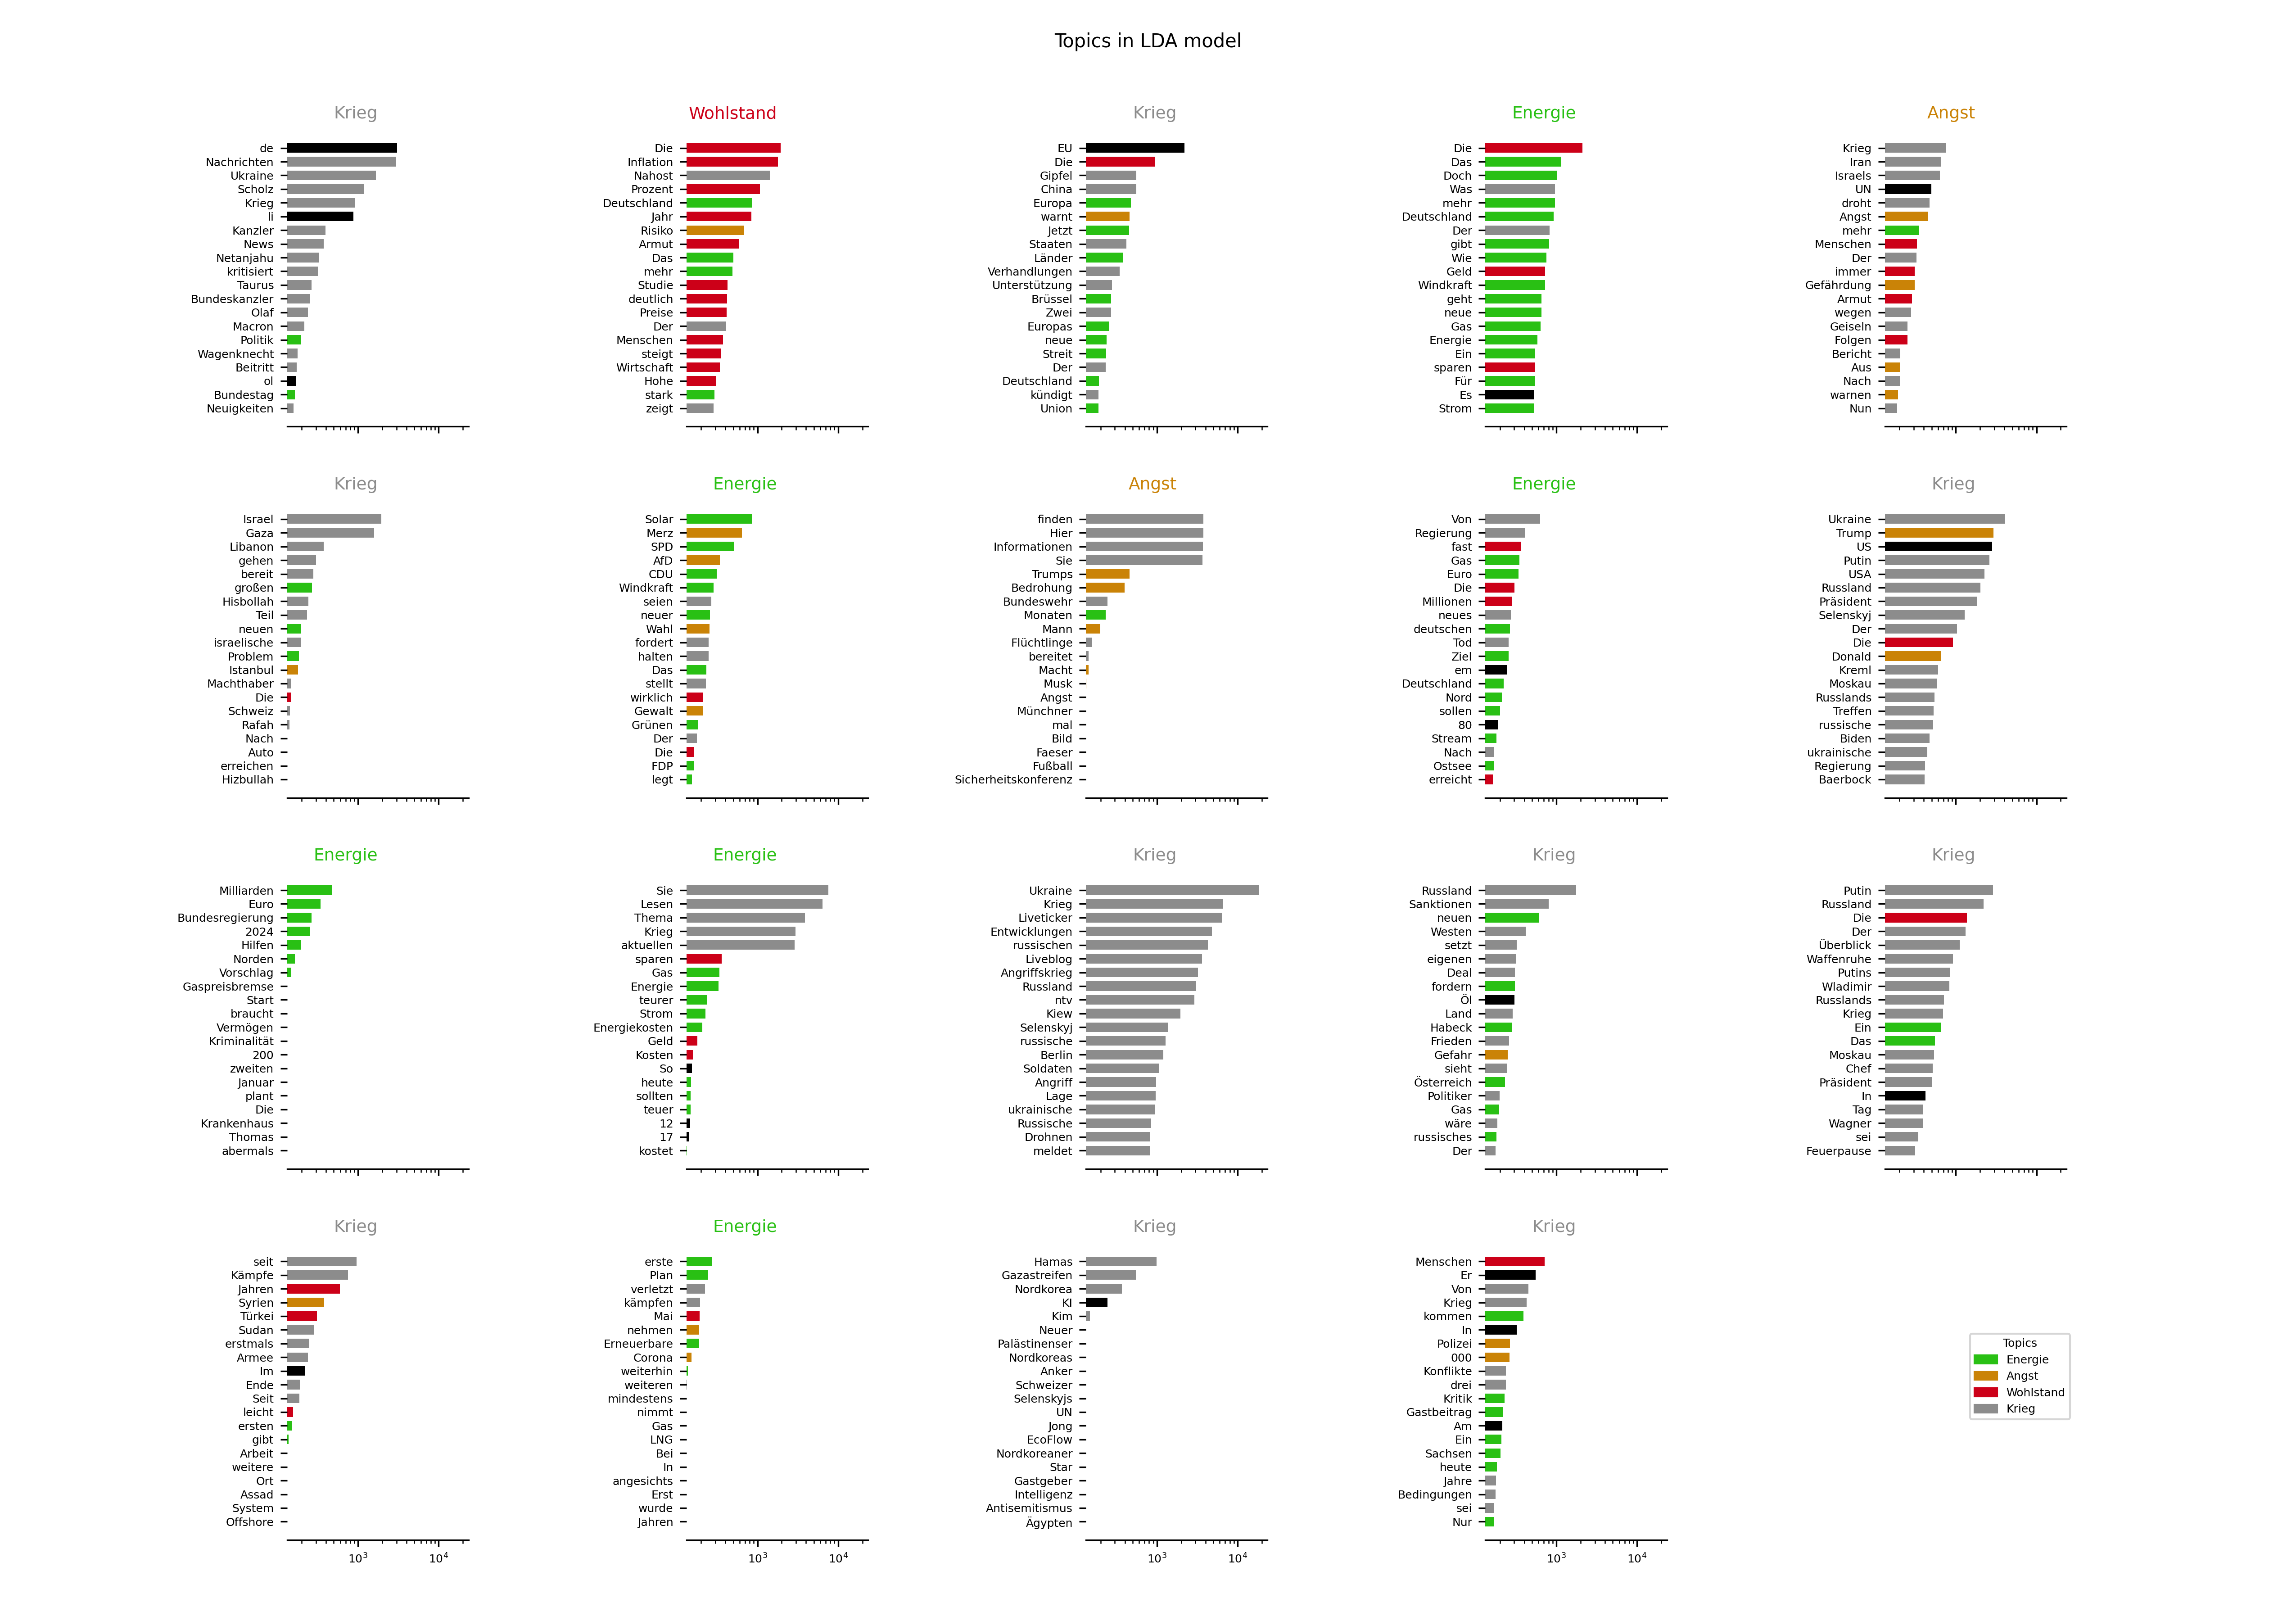 Topics in LDA model
Krieg
de
Nachrichten
Ukraine
Scholz
Krieg
li
Kanzler
News
Netanjahu
kritisiert
Taurus
Bundeskanzler
Olaf
Macron
Politik
Wagenknecht
Beitritt
ol
Bundestag
Neuigkeiten
Wohlstand
Die
Inflation
Nahost
Prozent
Deutschland
Jahr
Risiko
Armut
Das
mehr
Studie
deutlich
Preise
Der
Menschen
steigt
Wirtschaft
Hohe
stark
zeigt
Krieg
EU
Die
Gipfel
China
Europa
warnt
Jetzt
Staaten
Länder
Verhandlungen
Unterstützung
Brüssel
Zwei
Europas
neue
Streit
Der
Deutschland
kündigt
Union
Energie
Die
Das
Doch
Was
mehr
Deutschland
Der
gibt
Wie
Geld
Windkraft
geht
neue
Gas
Energie
Ein
sparen
Für
Es
Strom
Angst
Krieg
Iran
Israels
UN
droht
Angst
mehr
Menschen
Der
immer
Gefährdung
Armut
wegen
Geiseln
Folgen
Bericht
Aus
Nach
warnen
Nun
Krieg
Israel
Gaza
Libanon
gehen
bereit
großen
Hisbollah
Teil
neuen
israelische
Problem
Istanbul
Machthaber
Die
Schweiz
Rafah
Nach
Auto
erreichen
Hizbullah
Energie
Solar
Merz
SPD
AfD
CDU
Windkraft
seien
neuer
Wahl
fordert
halten
Das
stellt
wirklich
Gewalt
Grünen
Der
Die
FDP
legt
Angst
finden
Hier
Informationen
Sie
Trumps
Bedrohung
Bundeswehr
Monaten
Mann
Flüchtlinge
bereitet
Macht
Musk
Angst
Münchner
mal
Bild
Faeser
Fußball
Sicherheitskonferenz
Energie
Von
Regierung
fast
Gas
Euro
Die
Millionen
neues
deutschen
Tod
Ziel
em
Deutschland
Nord
sollen
80
Stream
Nach
Ostsee
erreicht
Krieg
Ukraine
Trump
US
Putin
USA
Russland
Präsident
Selenskyj
Der
Die
Donald
Kreml
Moskau
Russlands
Treffen
russische
Biden
ukrainische
Regierung
Baerbock
Energie
Milliarden
Euro
Bundesregierung
2024
Hilfen
Norden
Vorschlag
Gaspreisbremse
Start
braucht
Vermögen
Kriminalität
200
zweiten
Januar
plant
Die
Krankenhaus
Thomas
abermals
Energie
Sie
Lesen
Thema
Krieg
aktuellen
sparen
Gas
Energie
teurer
Strom
Energiekosten
Geld
Kosten
So
heute
sollten
teuer
12
17
kostet
Krieg
Ukraine
Krieg
Liveticker
Entwicklungen
russischen
Liveblog
Angriffskrieg
Russland
ntv
Kiew
Selenskyj
russische
Berlin
Soldaten
Angriff
Lage
ukrainische
Russische
Drohnen
meldet
Krieg
Russland
Sanktionen
neuen
Westen
setzt
eigenen
Deal
fordern
Öl
Land
Habeck
Frieden
Gefahr
sieht
Österreich
Politiker
Gas
wäre
russisches
Der
Krieg
Putin
Russland
Die
Der
Überblick
Waffenruhe
Putins
Wladimir
Russlands
Krieg
Ein
Das
Moskau
Chef
Präsident
In
Tag
Wagner
sei
Feuerpause
Krieg
seit
Kämpfe
Jahren
Syrien
Türkei
Sudan
erstmals
Armee
Im
Ende
Seit
leicht
ersten
gibt
Arbeit
weitere
Ort
Assad
System
Offshore
10³ 10⁴
Energie
erste
Plan
verletzt
kämpfen
Mai
nehmen
Erneuerbare
Corona
weiterhin
weiteren
mindestens
nimmt
Gas
LNG
Bei
In
angesichts
Erst
wurde
Jahren
10³ 10⁴
Krieg
Hamas
Gazastreifen
Nordkorea
KI
Kim
Neuer
Palästinenser
Nordkoreas
Anker
Schweizer
Selenskyjs
UN
Jong
EcoFlow
Nordkoreaner
Star
Gastgeber
Intelligenz
Antisemitismus
Ägypten
10³ 10⁴
Krieg
Menschen
Er
Von
Krieg
kommen
In
Polizei
000
Konflikte
drei
Kritik
Gastbeitrag
Am
Ein
Sachsen
heute
Jahre
Bedingungen
sei
Nur
10³ 10⁴
Topics
Energie
Angst
Wohlstand
Krieg